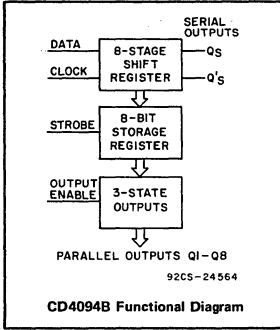 SERIAL
OUTPUTS
DATA
8-STAGE
SHIFT
REGISTER
QS
CLOCK
Q'S
STROBE
8-BIT
STORAGE
REGISTER
OUTPUT
ENABLE
3-STATE
OUTPUTS
PARALLEL OUTPUTS Q1-Q8
92CS-24564
CD4094B Functional Diagram